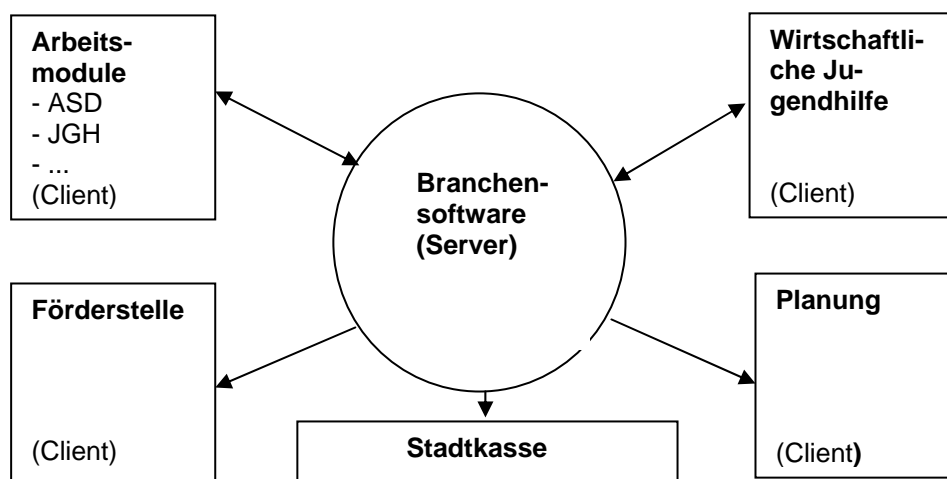 Arbeits-
module
- ASD
- JGH
- ...
(Client)
Wirtschaftli-
che Ju-
gendhilfe
(Client)
Branchen-
software
(Server)
Förderstelle
(Client)
Planung
(Client)
Stadtkasse